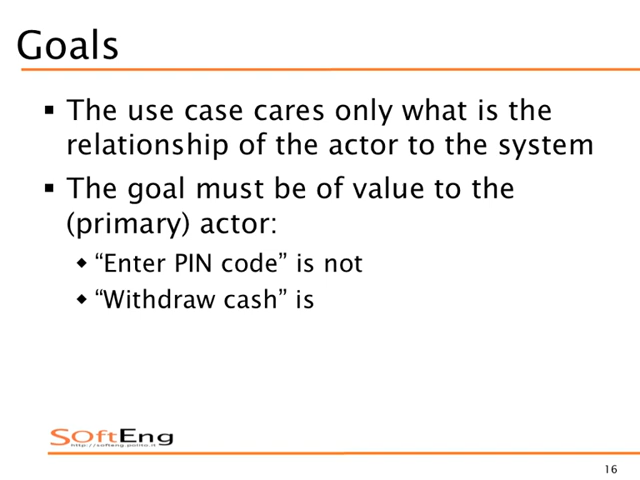 Goals
▪ The use case cares only what is the
relationship of the actor to the system
▪ The goal must be of value to the
(primary) actor:
◆ “Enter PIN code” is not
◆ “Withdraw cash” is
SOftEng
http://softeng.polito.it
16